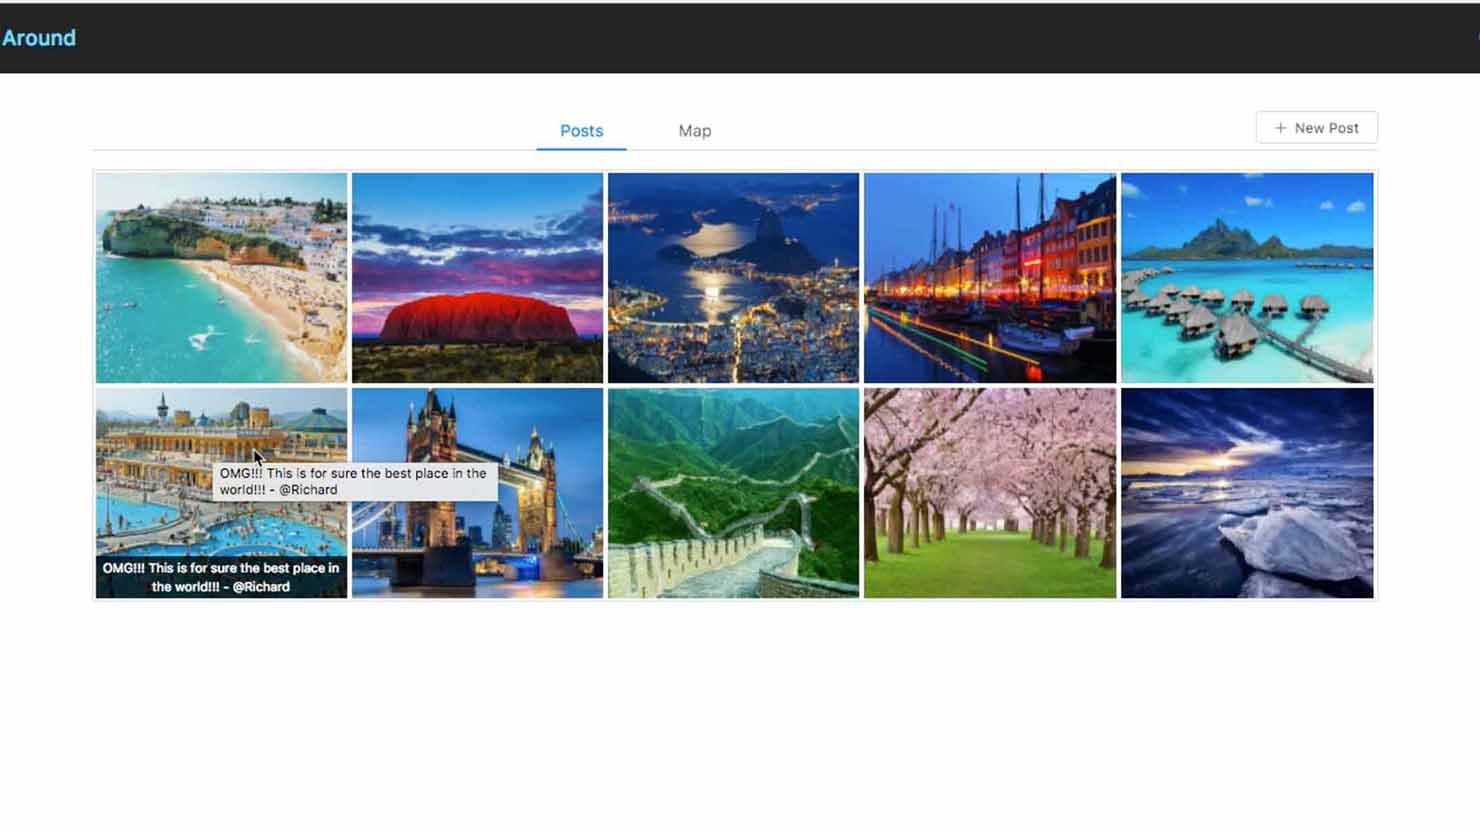 Around
Posts
Map
+ New Post
OMG!!! This is for sure the best place in the
world!!! - @Richard
OMG!!! This is for sure the best place in
the world!!! - @Richard